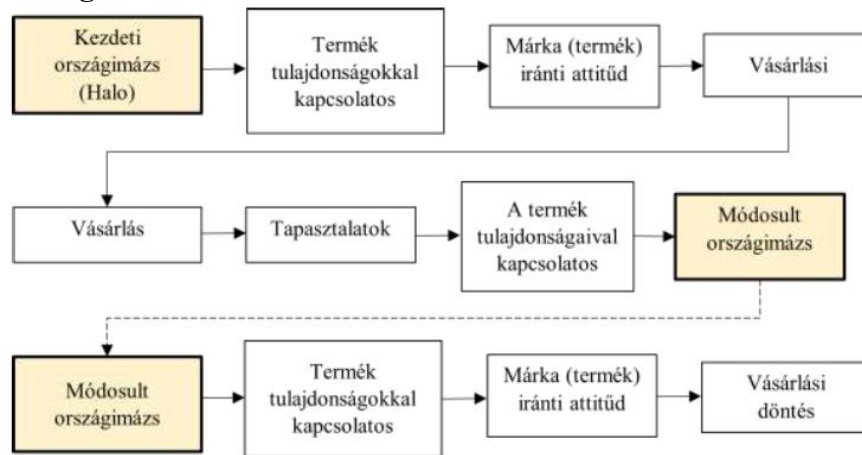 Kezdeti
országimázs
(Halo)
Termék
tulajdonságokkal
kapcsolatos
Márka (termék)
iránti attitűd
Vásárlási
Vásárlás
Tapasztalatok
A termék
tulajdonságaival
kapcsolatos
Módosult
országimázs
Módosult
országimázs
Termék
tulajdonságokkal
kapcsolatos
Márka (termék)
iránti attitűd
Vásárlási
döntés